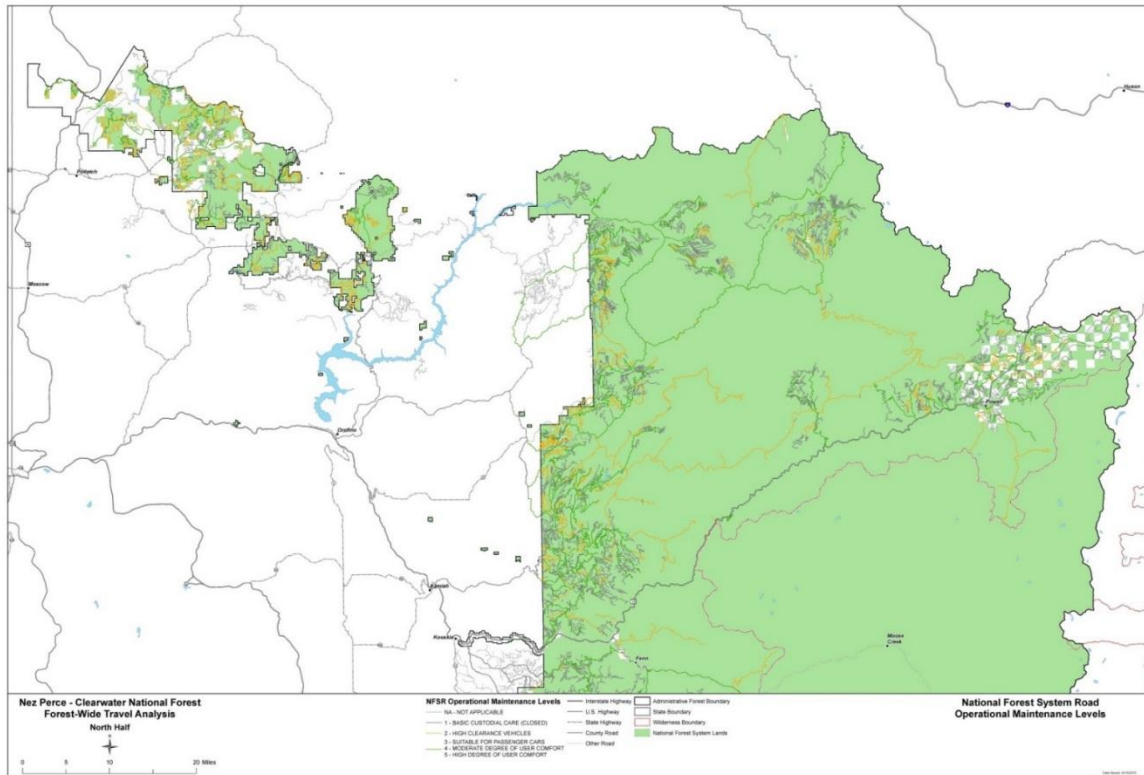 Huson
Potlatch
Moscow
Orofino
Powell
Kamiah
Kooskia
Fenn
Moose
Creek
Nez Perce - Clearwater National Forest
Forest-Wide Travel Analysis
North Half
0 5 10 20 Miles
NFSR Operational Maintenance Levels
NA - NOT APPLICABLE
1 - BASIC CUSTODIAL CARE (CLOSED)
2 - HIGH CLEARANCE VEHICLES
3 - SUITABLE FOR PASSENGER CARS
4 - MODERATE DEGREE OF USER COMFORT
5 - HIGH DEGREE OF USER COMFORT
Interstate Highway
U.S. Highway
State Highway
County Road
Other Road
Administrative Forest Boundary
State Boundary
Wilderness Boundary
National Forest System Lands
National Forest System Road
Operational Maintenance Levels